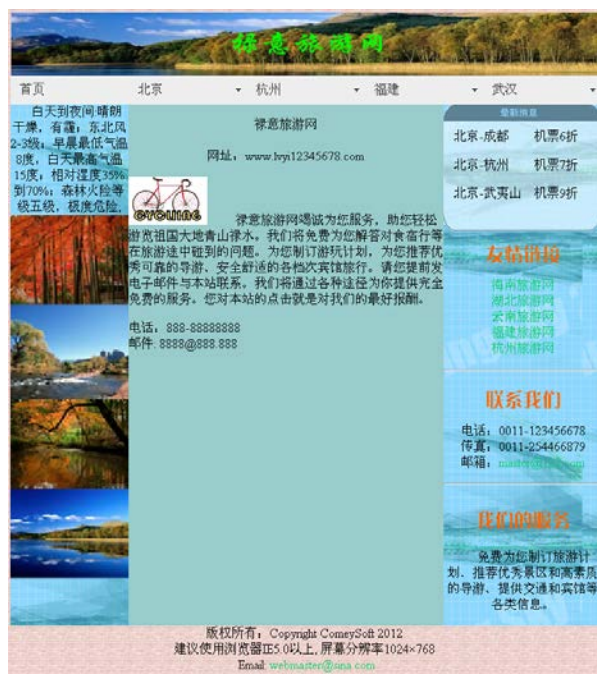 禄意旅游网
首页
北京
杭州
福建
武汉
白天到夜间:晴朗
干燥,有霾;东北风
2-3级;早晨最低气温
8度,白天最高气温
15度;相对湿度35%
到70%;森林火险等
级五级,极度危险.
禄意旅游网
网址:www.lvyi12345678.com
CYCLING
禄意旅游网竭诚为您服务,助您轻松
游览祖国大地青山禄水。我们将免费为您解答对食宿行等
在旅游途中碰到的问题。为您制订游玩计划,为您推荐优
秀可靠的导游、安全舒适的各档次宾馆旅行。请您提前发
电子邮件与本站联系。我们将通过各种途径为你提供完全
免费的服务。您对本站的点击就是对我们的最好报酬。
电话:888-88888888
邮件:8888@888.888
最新消息
北京-成都 机票6折
北京-杭州 机票7折
北京-武夷山 机票9折
友情链接
海南旅游网
湖北旅游网
云南旅游网
福建旅游网
杭州旅游网
联系我们
电话:0011-123456678
传真:0011-254466879
邮箱:
我们的服务
免费为您制订旅游计
划、推荐优秀景区和高素质
的导游、提供交通和宾馆等
各类信息。
版权所有:Copyright ComeySoft 2012
建议使用浏览器IE5.0以上,屏幕分辨率1024×768
Email: webmaster@nna.com